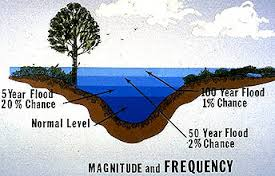 5 Year Flood
20% Chance
100 Year Flood
1% Chance
Normal Level
50 Year Flood
2% Chance
MAGNITUDE and FREQUENCY